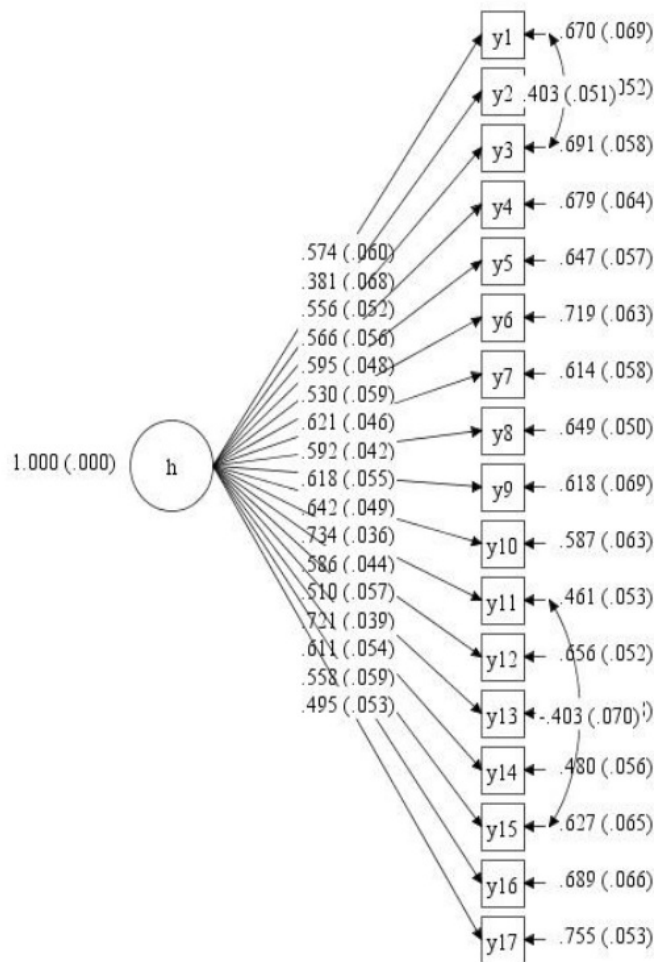 y1 .670 (.069)
y2 .403 (.051) 052)
y3 .691 (.058)
y4 .679 (.064)
.574 (.060)
y5 .647 (.057)
.381 (.068)
.556 (.052)
y6 .719 (.063)
.566 (.056)
.595 (.048)
y7 .614 (.058)
.530 (.059)
.621 (.046)
y8 .649 (.050)
.592 (.042)
1.000 (.000) h
.618 (.055)
y9 .618 (.069)
.642 (.049)
.734 (.036)
y10 .587 (.063)
.586 (.044)
.510 (.057)
y11 .461 (.053)
.721 (.039)
.611 (.054)
y12 .656 (.052)
.558 (.059)
.495 (.053)
y13 -.403 (.070)
y14 .480 (.056)
y15 .627 (.065)
y16 .689 (.066)
y17 .755 (.053)